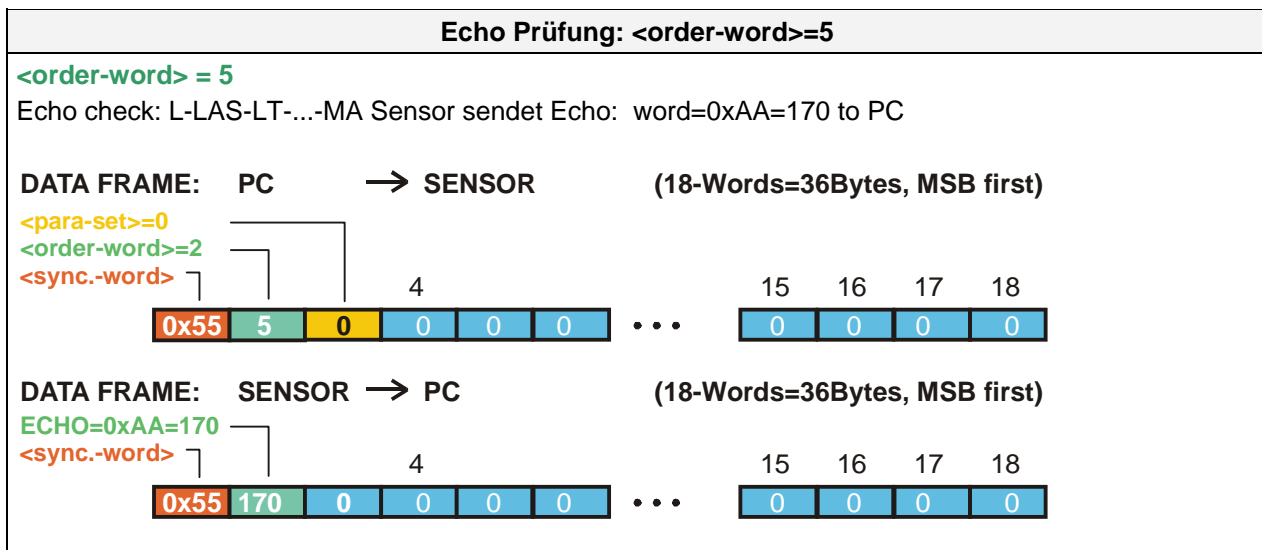 Echo Prüfung: <order-word>=5
<order-word> = 5
Echo check: L-LAS-LT-...-MA Sensor sendet Echo: word=0xAA=170 to PC
DATA FRAME: PC → SENSOR (18-Words=36Bytes, MSB first)
<para-set>=0
<order-word>=2
<sync.-word>
4 15 16 17 18
0x55 5 0 0 0 0 • • • 0 0 0 0
DATA FRAME: SENSOR → PC (18-Words=36Bytes, MSB first)
ECHO=0xAA=170
<sync.-word>
4 15 16 17 18
0x55 170 0 0 0 0 • • • 0 0 0 0